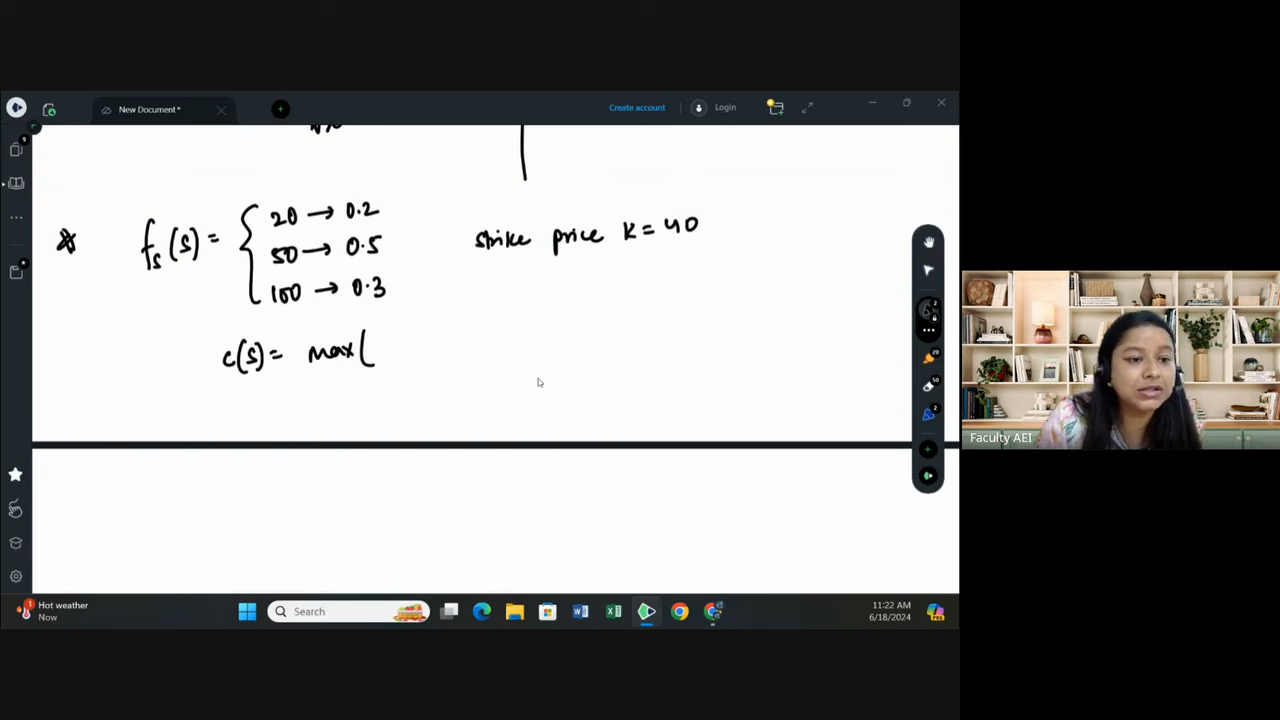 New Document*
Create account
Login
fs(s) = { 20 → 0.2
50 → 0.5
100 → 0.3
strike price K = 40
c(s) = max(
Faculty AEI
Hot weather
Now
Search
11:22 AM
6/18/2024